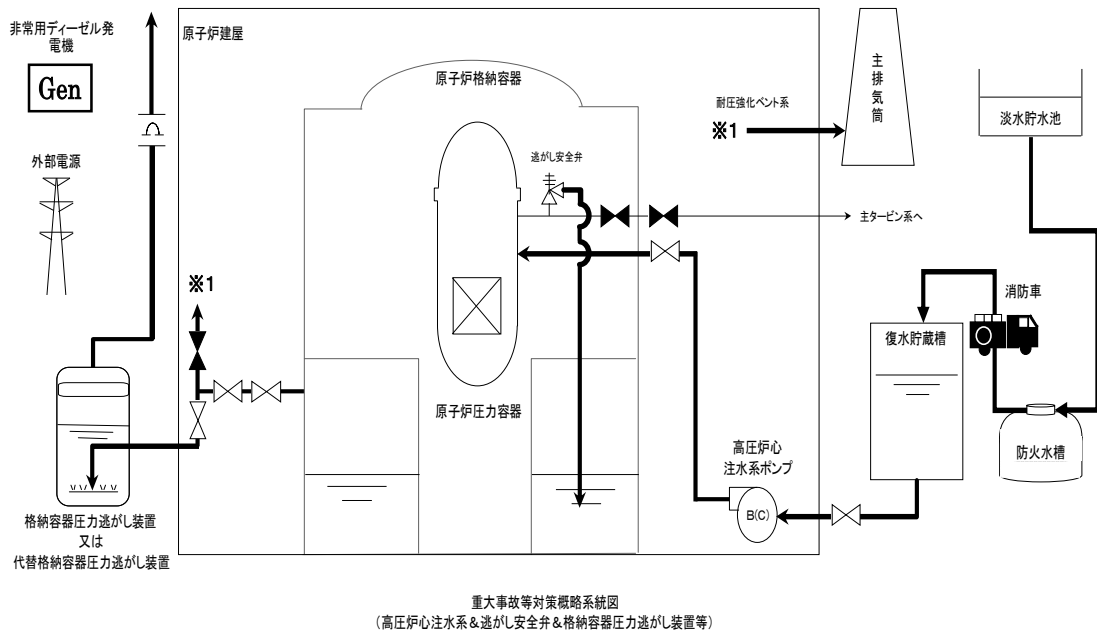 非常用ディーゼル発
電機
Gen
外部電源
※1
格納容器圧力逃がし装置
又は
代替格納容器圧力逃がし装置
原子炉建屋
原子炉格納容器
逃がし安全弁
原子炉圧力容器
耐圧強化ベント系
※1
主排気筒
主タービン系へ
淡水貯水池
消防車
復水貯蔵槽
防火水槽
高圧炉心
注水系ポンプ
B(C)
重大事故等対策概略系統図
(高圧炉心注水系&逃がし安全弁&格納容器圧力逃がし装置等)